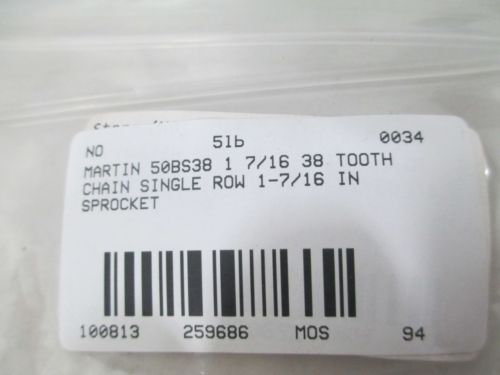 NO 5lb 0034
MARTIN 50BS38 1 7/16 38 TOOTH
CHAIN SINGLE ROW 1-7/16 IN
SPROCKET
100813 259686 MOS 94